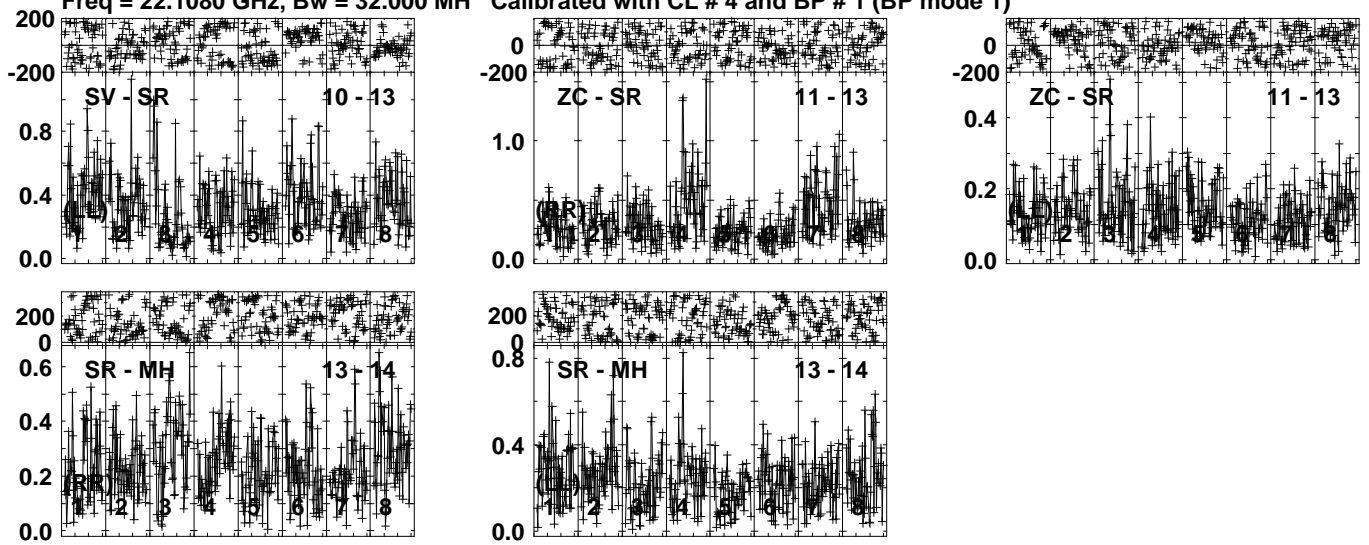 Freq = 22.1080 GHz, Bw = 32.000 MH Calibrated with CL # 4 and BP # 1 (BP mode 1)
200
0
-200
SV - SR 10 - 13
0.8
0.4
0.0
(LL)
1 2 3 4 5 6 7 8
0
-200
ZC - SR 11 - 13
1.0
0.0
(RR)
1 2 3 4 5 6 7 8
0
-200
ZC - SR 11 - 13
0.4
0.2
0.0
(LL)
1 2 3 4 5 6 7 8
200
0
SR - MH 13 - 14
0.6
0.4
0.2
0.0
(RR)
1 2 3 4 5 6 7 8
200
0
0.8
SR - MH 13 - 14
0.4
0.0
(LL)
1 2 3 4 5 6 7 8